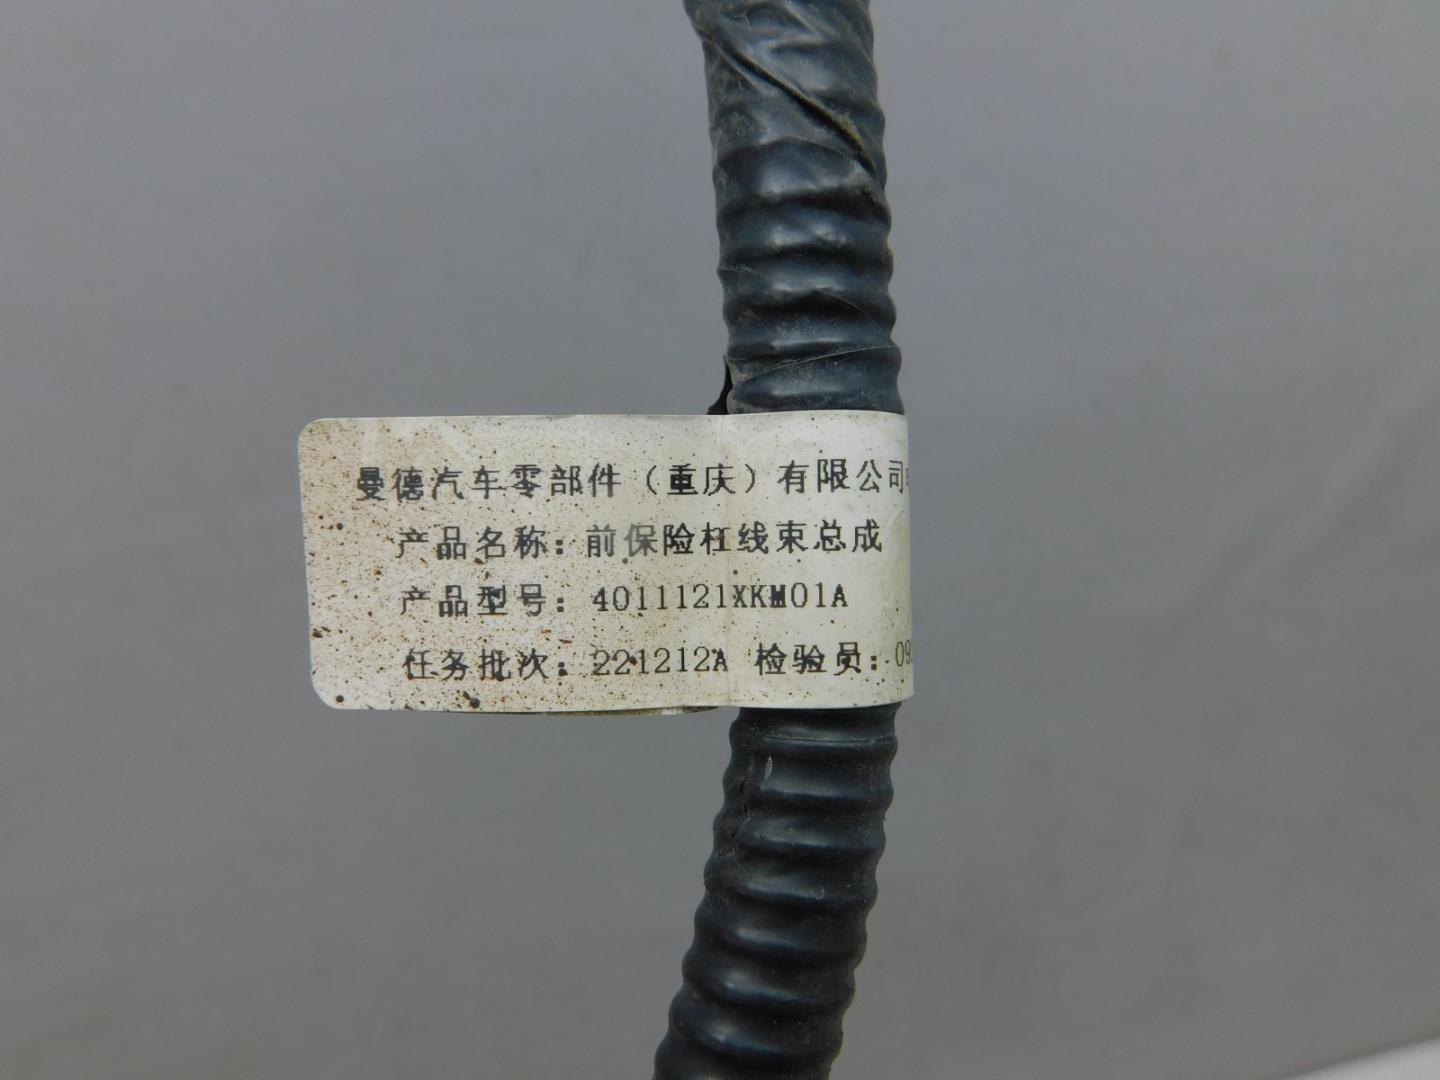 曼德汽车零部件（重庆）有限公司
产品名称：前保险杠线束总成
产品型号：4011121XKM01A
任务批次：221212A 检验员：09